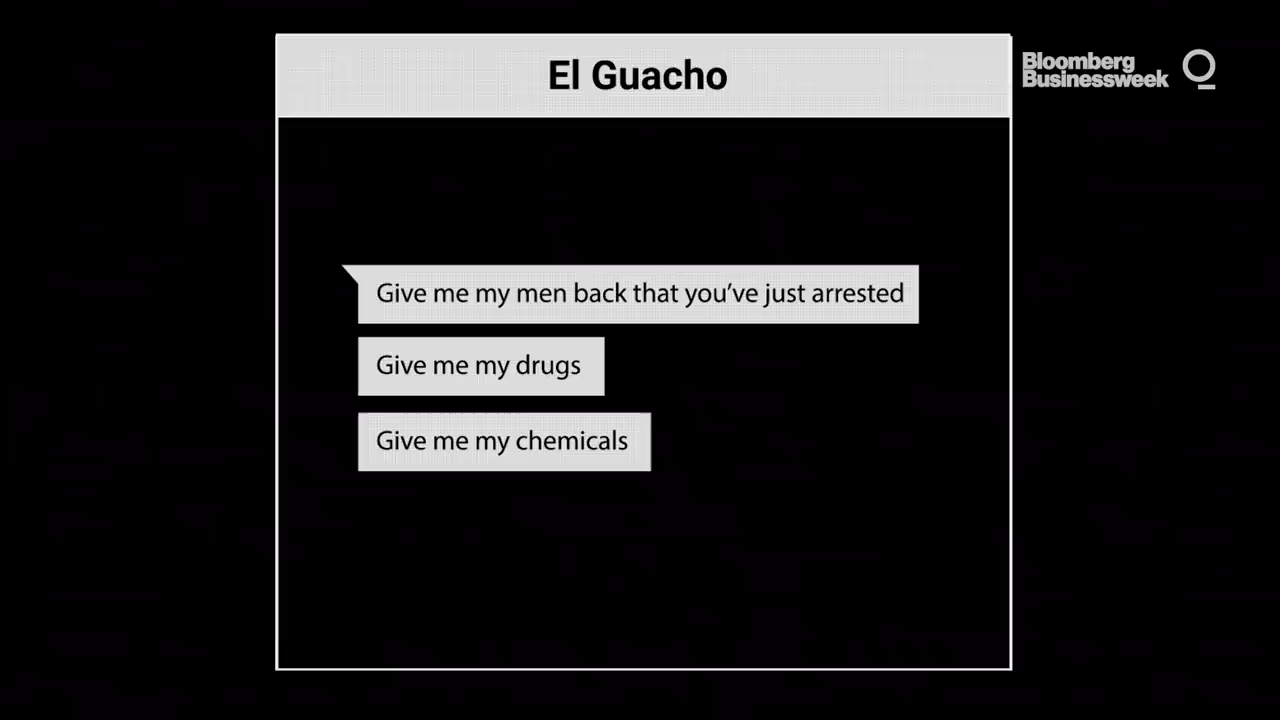 El Guacho
Bloomberg
Businessweek
Give me my men back that you've just arrested
Give me my drugs
Give me my chemicals